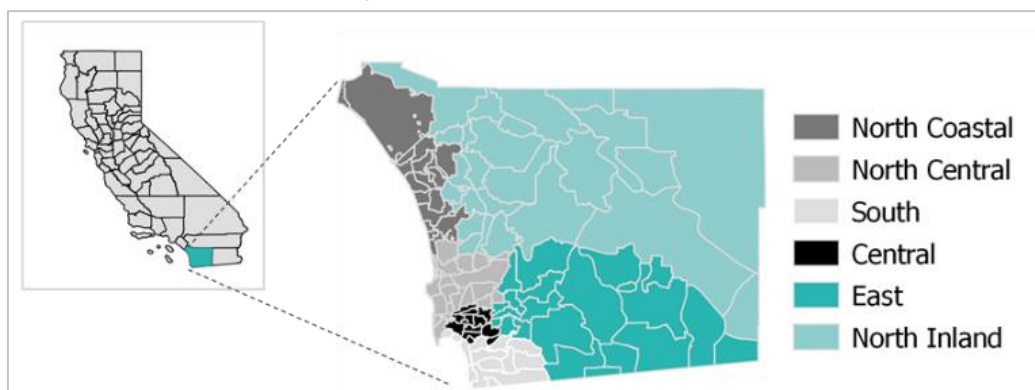 North Coastal
North Central
South
Central
East
North Inland